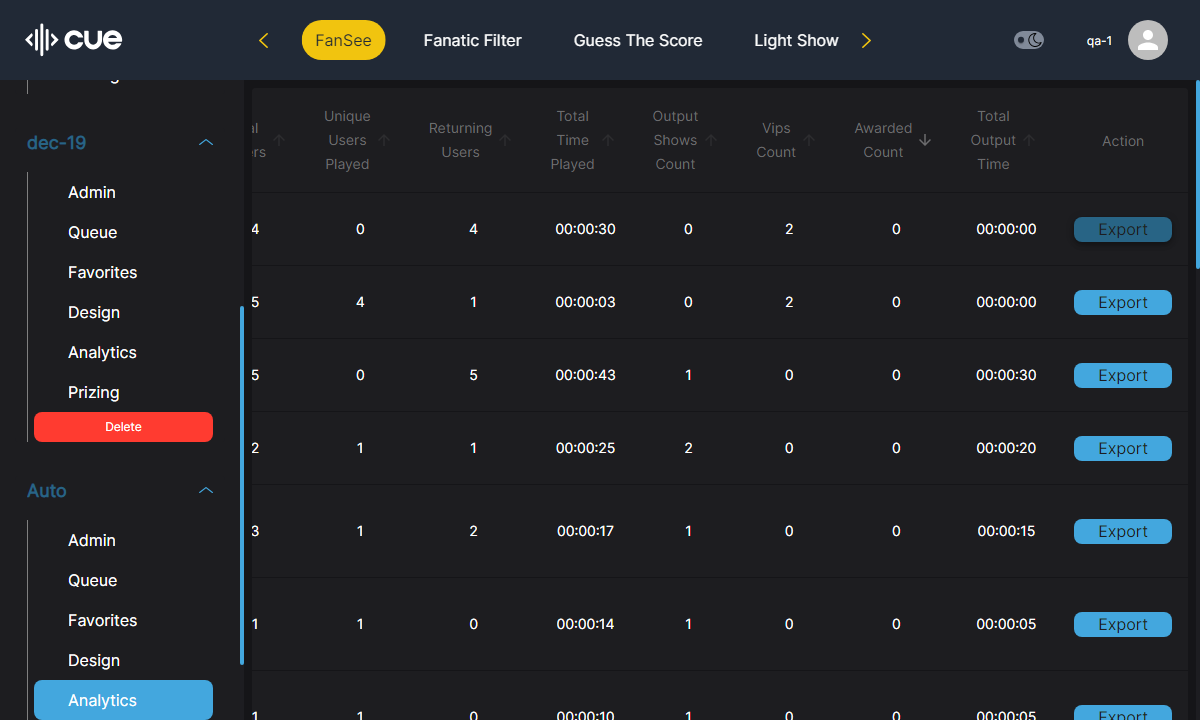 cue
FanSee
Fanatic Filter
Guess The Score
Light Show
qa-1
dec-19
Admin
Queue
Favorites
Design
Analytics
Prizing
Delete
Auto
Admin
Queue
Favorites
Design
Analytics
Unique
Users
Played
Returning
Users
Total
Time
Played
Output
Shows
Count
Vips
Count
Awarded
Count
Total
Output
Time
Action
4 0 4 00:00:30 0 2 0 00:00:00 Export
5 4 1 00:00:03 0 2 0 00:00:00 Export
5 0 5 00:00:43 1 0 0 00:00:30 Export
2 1 1 00:00:25 2 0 0 00:00:20 Export
3 1 2 00:00:17 1 0 0 00:00:15 Export
1 1 0 00:00:14 1 0 0 00:00:05 Export
1 1 0 00:00:10 1 0 0 00:00:05 Export